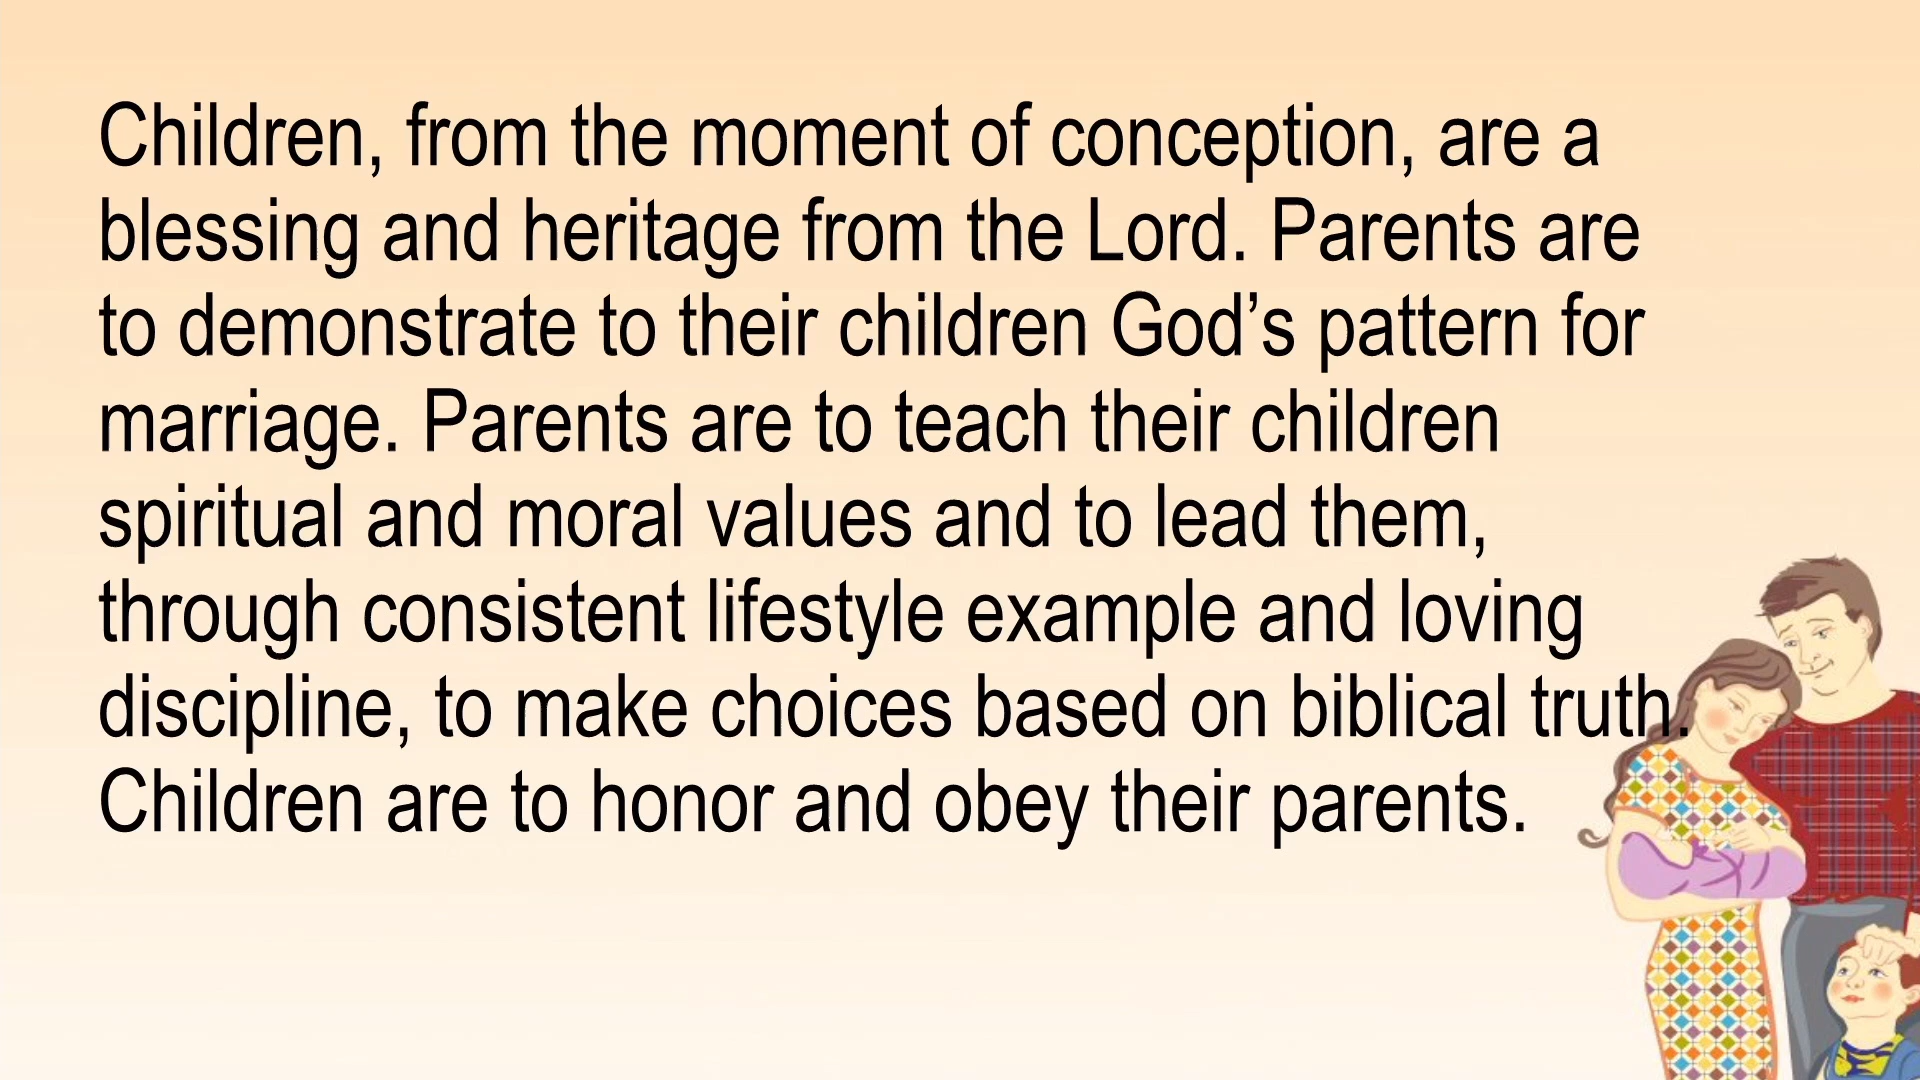 Children, from the moment of conception, are a
blessing and heritage from the Lord. Parents are
to demonstrate to their children God’s pattern for
marriage. Parents are to teach their children
spiritual and moral values and to lead them,
through consistent lifestyle example and loving
discipline, to make choices based on biblical truth.
Children are to honor and obey their parents.